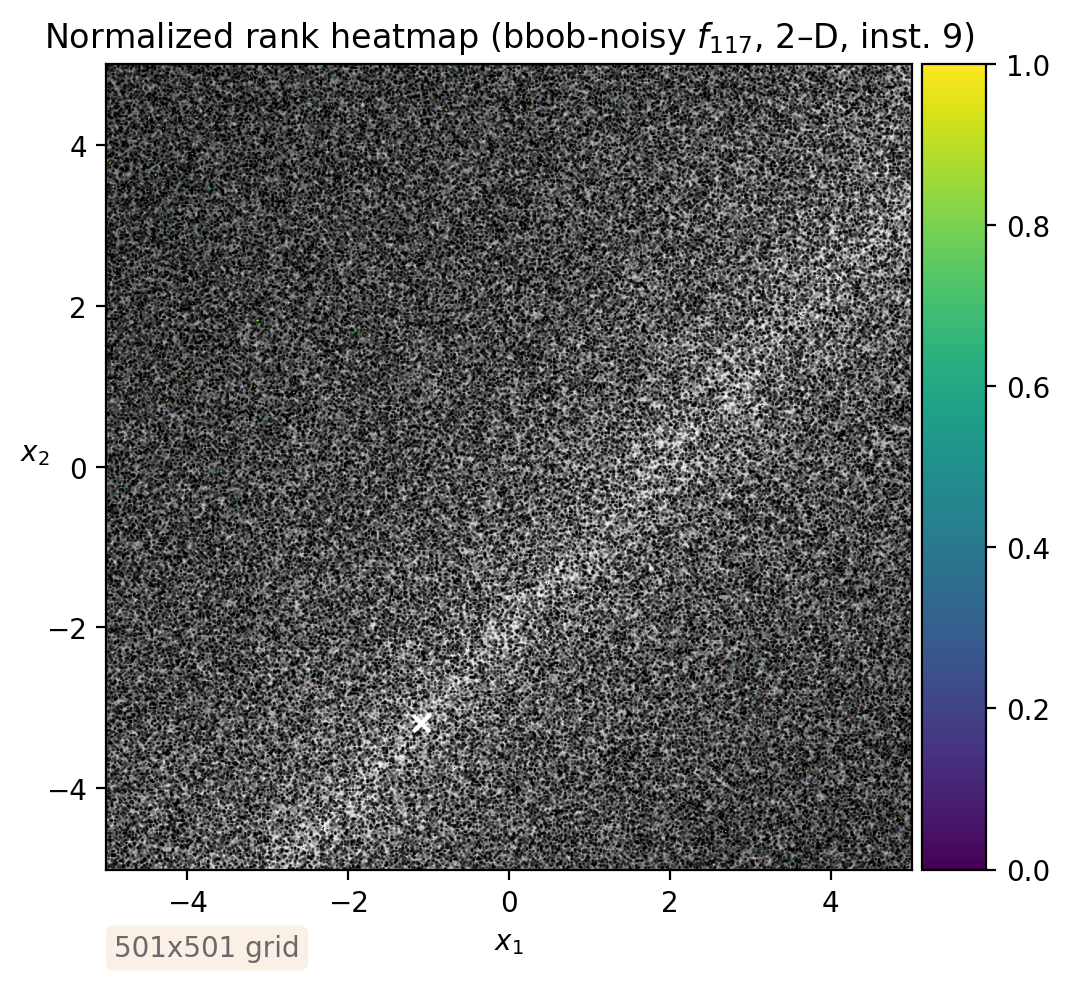 Normalized rank heatmap (bbob-noisy f₁₁₇, 2–D, inst. 9)
1.0
0.8
0.6
0.4
0.2
0.0
4
2
0
−2
−4
x₂
−4 −2 0 2 4
x₁
501x501 grid